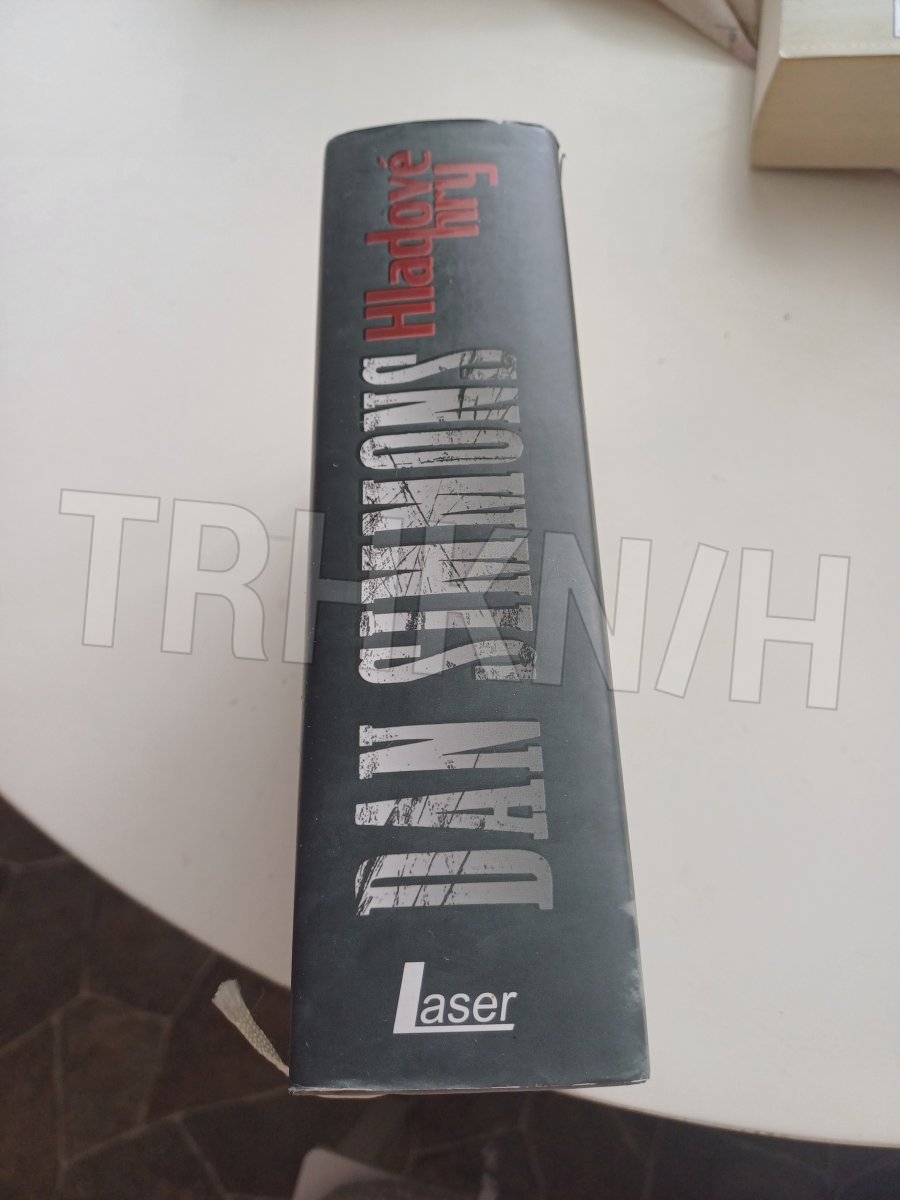 DAN SIMMONS
Hladové
hry
Laser
TRHKNIH